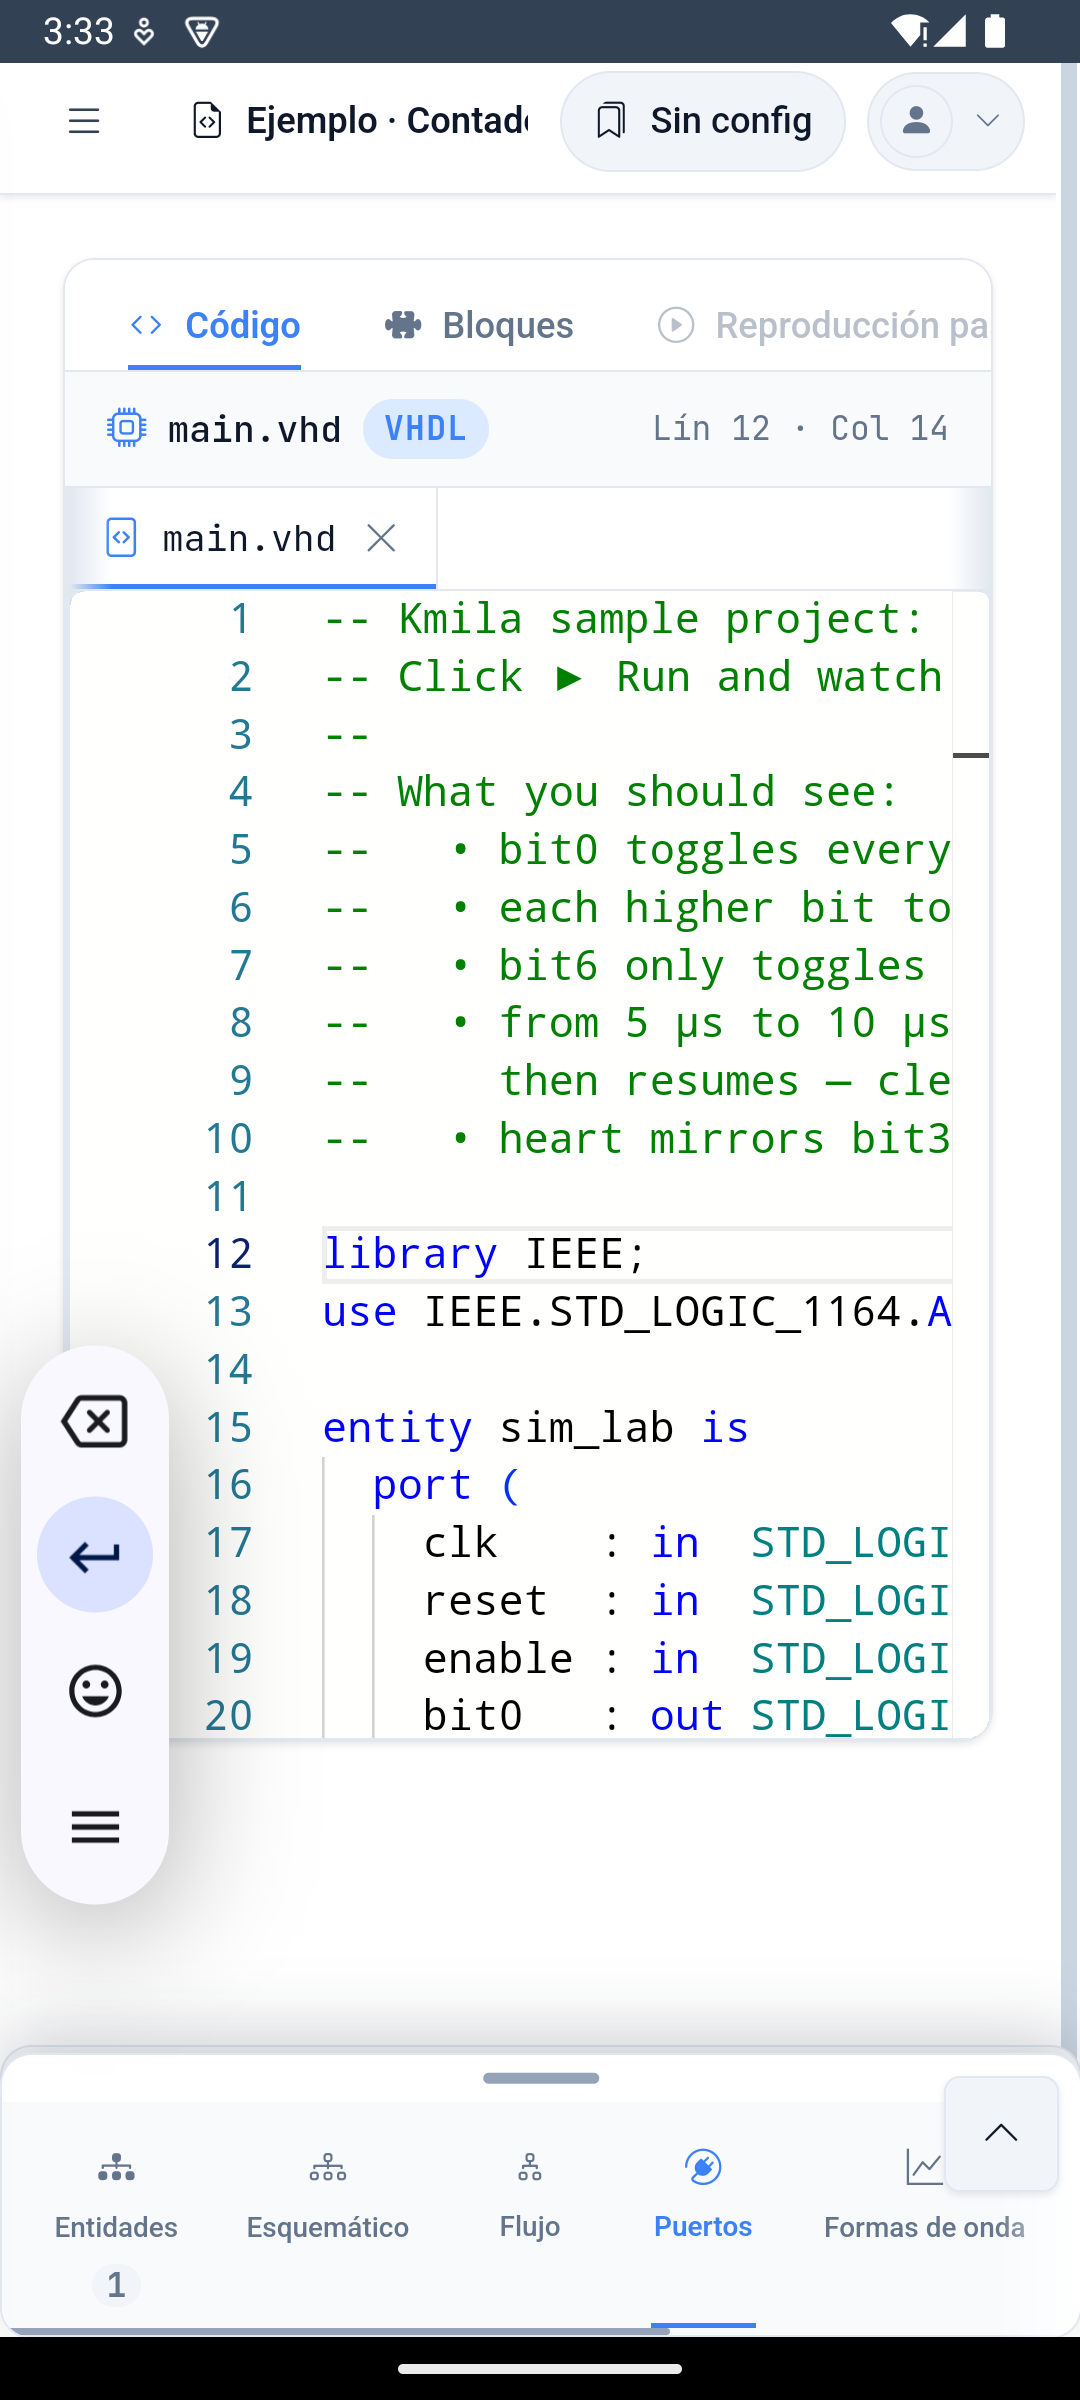 3:33
Ejemplo · Contad
Sin config
Código
Bloques
Reproducción pa
main.vhd
VHDL
Lín 12 · Col 14
main.vhd
1 -- Kmila sample project:
2 -- Click ▶ Run and watch
3 --
4 -- What you should see:
5 --   • bit0 toggles every
6 --   • each higher bit to
7 --   • bit6 only toggles
8 --   • from 5 µs to 10 µs
9 --     then resumes — cle
10 --   • heart mirrors bit3
11
12 library IEEE;
13 use IEEE.STD_LOGIC_1164.A
14
15 entity sim_lab is
16   port (
17     clk    : in  STD_LOGI
18     reset  : in  STD_LOGI
19     enable : in  STD_LOGI
20     bit0   : out STD_LOGI
Entidades
Esquemático
Flujo
Puertos
Formas de onda
1